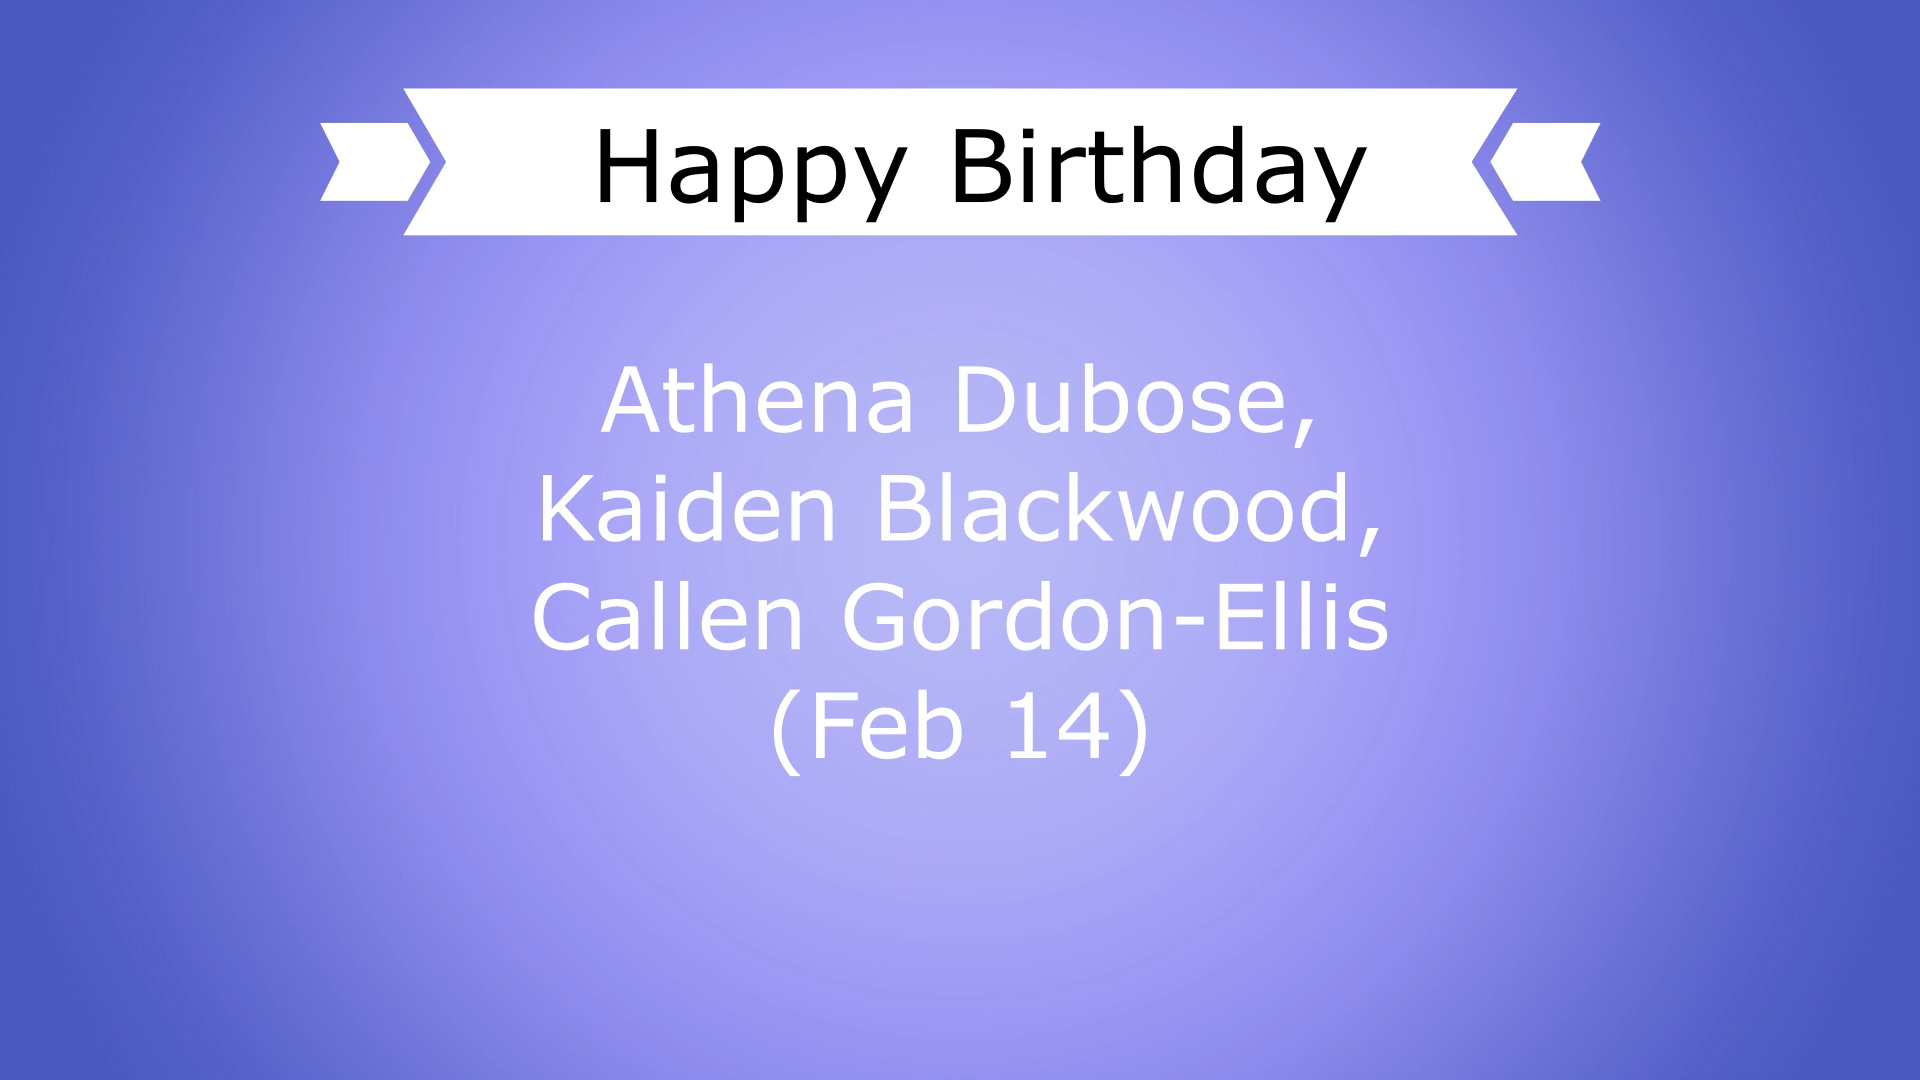 Happy Birthday
Athena Dubose,
Kaiden Blackwood,
Callen Gordon-Ellis
(Feb 14)